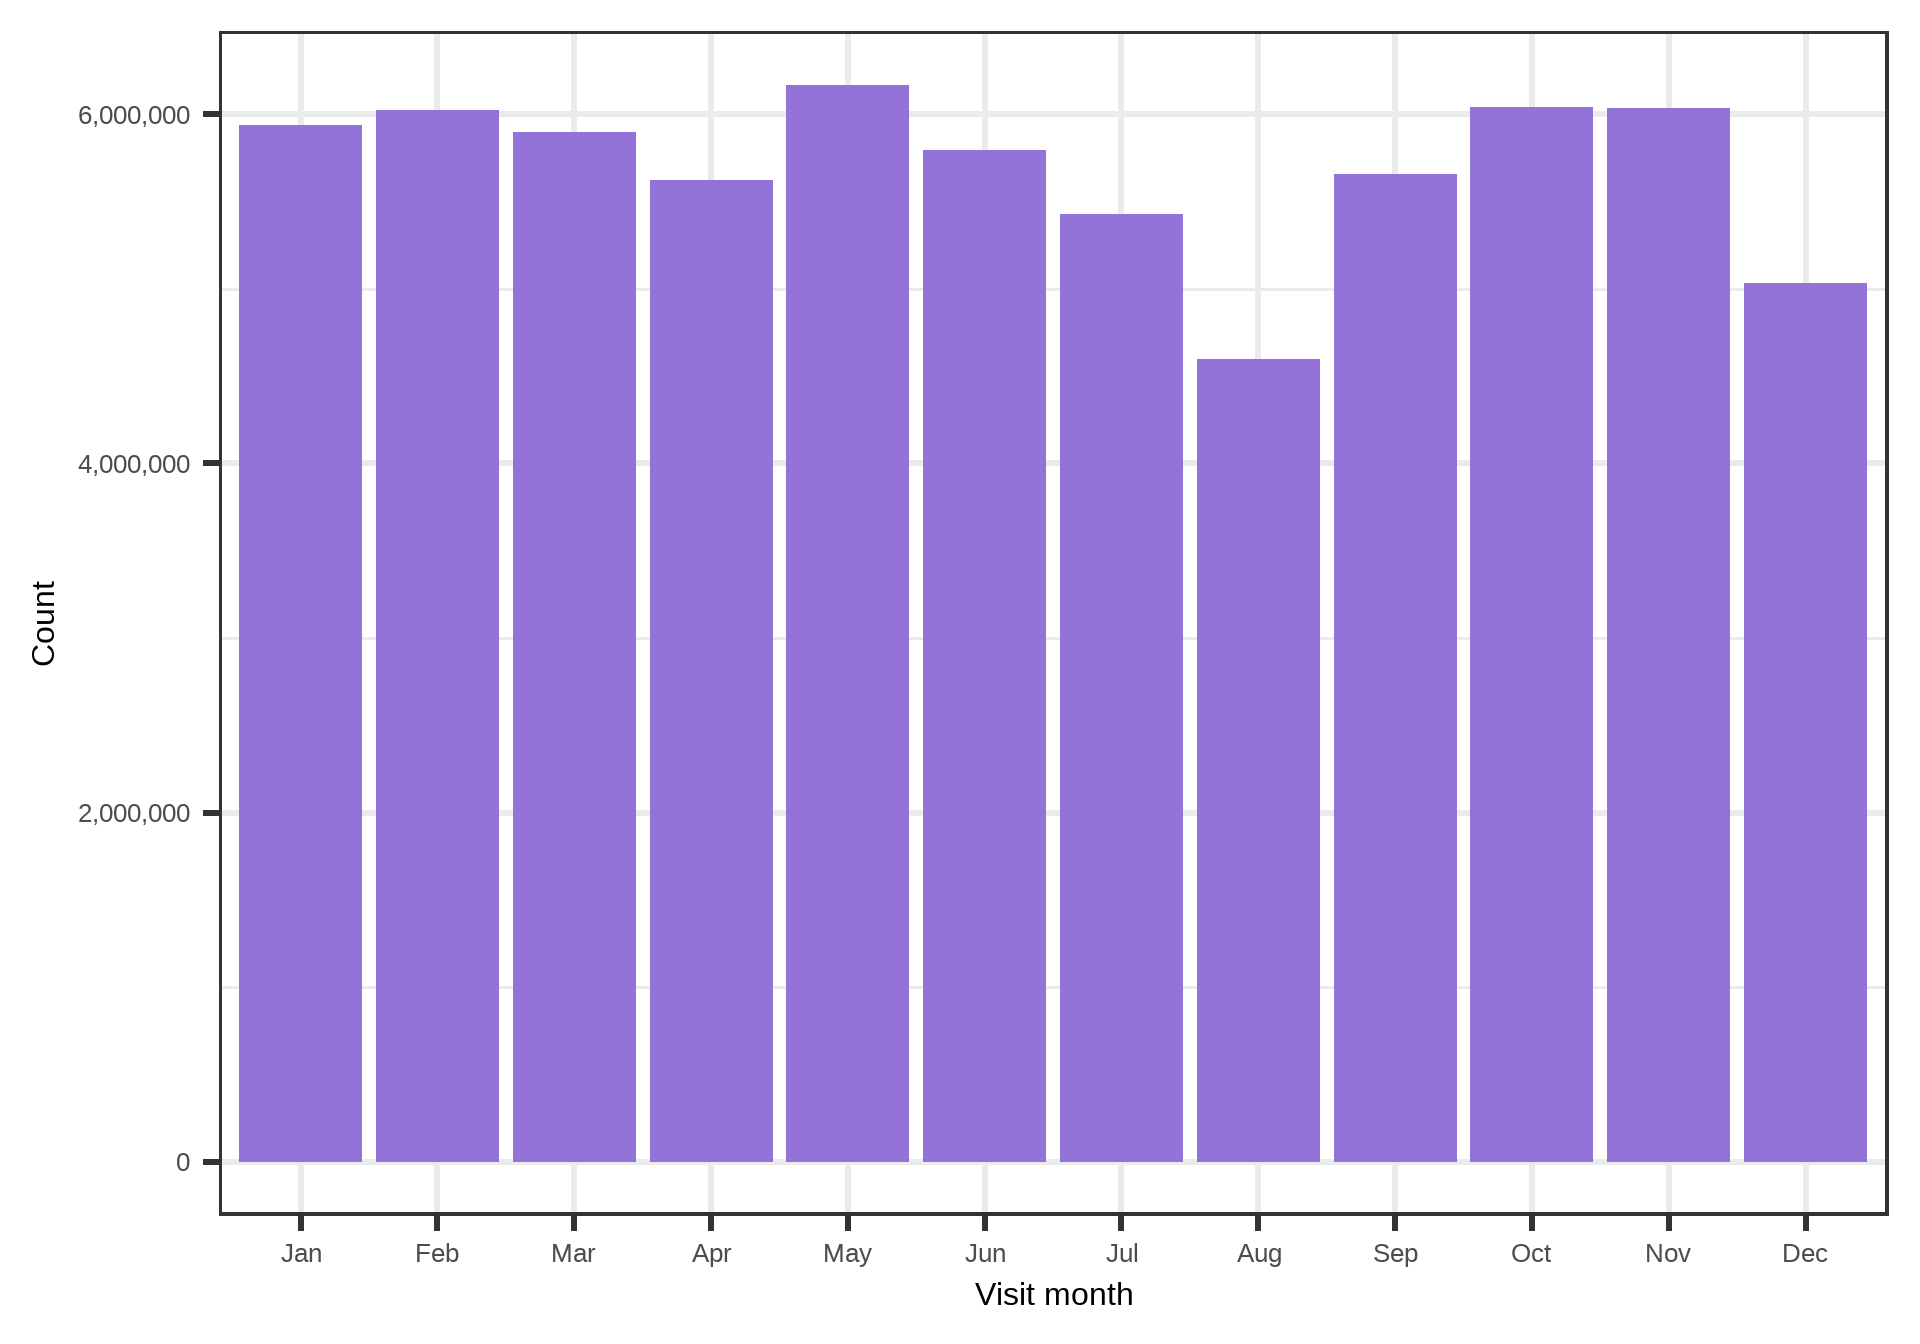 6,000,000
4,000,000
2,000,000
0
Count
Jan Feb Mar Apr May Jun Jul Aug Sep Oct Nov Dec
Visit month